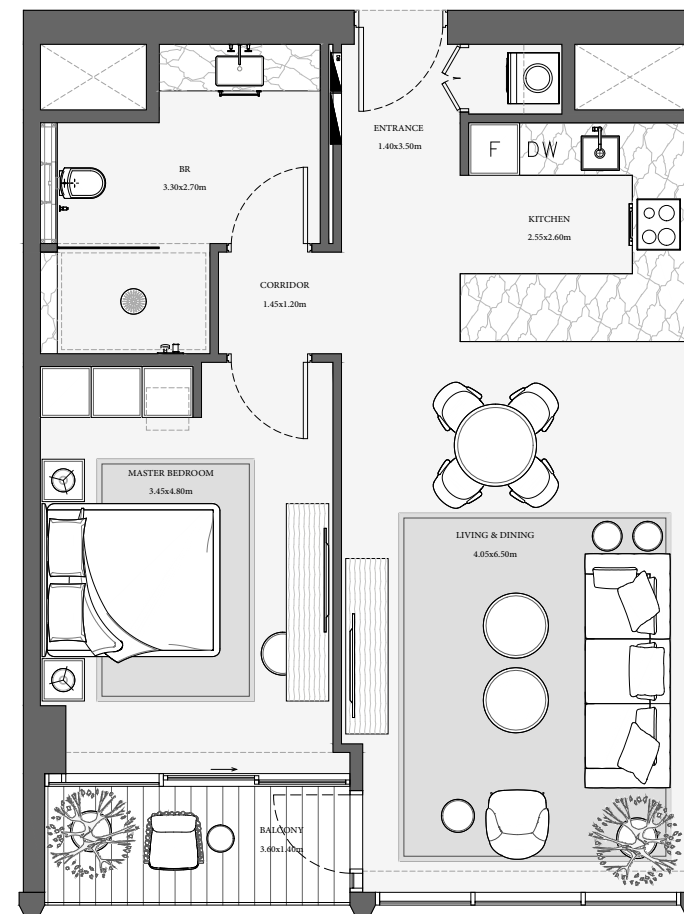 ENTRANCE
1.40x3.50m
F
DW
BR
3.30x2.70m
KITCHEN
2.55x2.60m
CORRIDOR
1.45x1.20m
MASTER BEDROOM
3.45x4.80m
LIVING & DINING
4.05x6.50m
BALCONY
3.60x1.40m